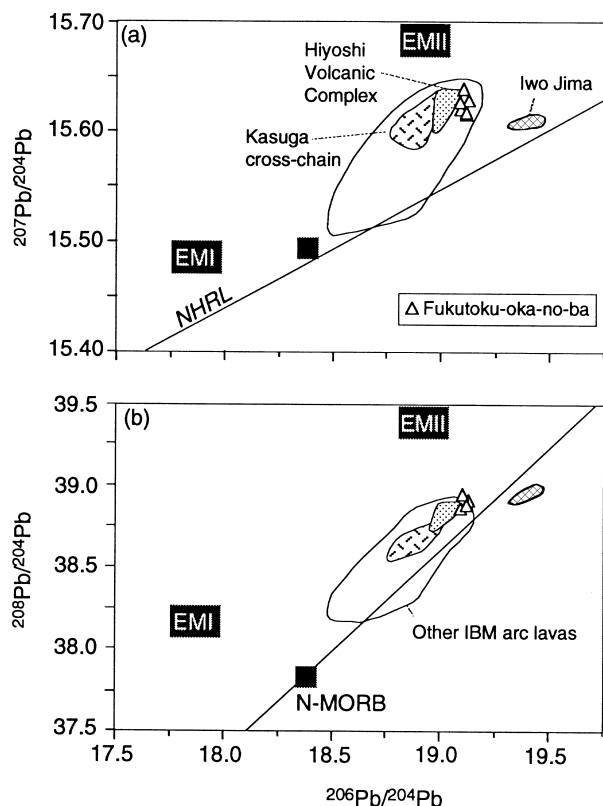 (a)
EMII
Hiyoshi
Volcanic
Complex
Iwo Jima
Kasuga
cross-chain
EMI
NHRL
△ Fukutoku-oka-no-ba
15.70
15.60
15.50
15.40
207Pb/204Pb
(b)
EMII
EMI
Other IBM arc lavas
N-MORB
39.5
39.0
38.5
38.0
37.5
208Pb/204Pb
17.5 18.0 18.5 19.0 19.5
206Pb/204Pb